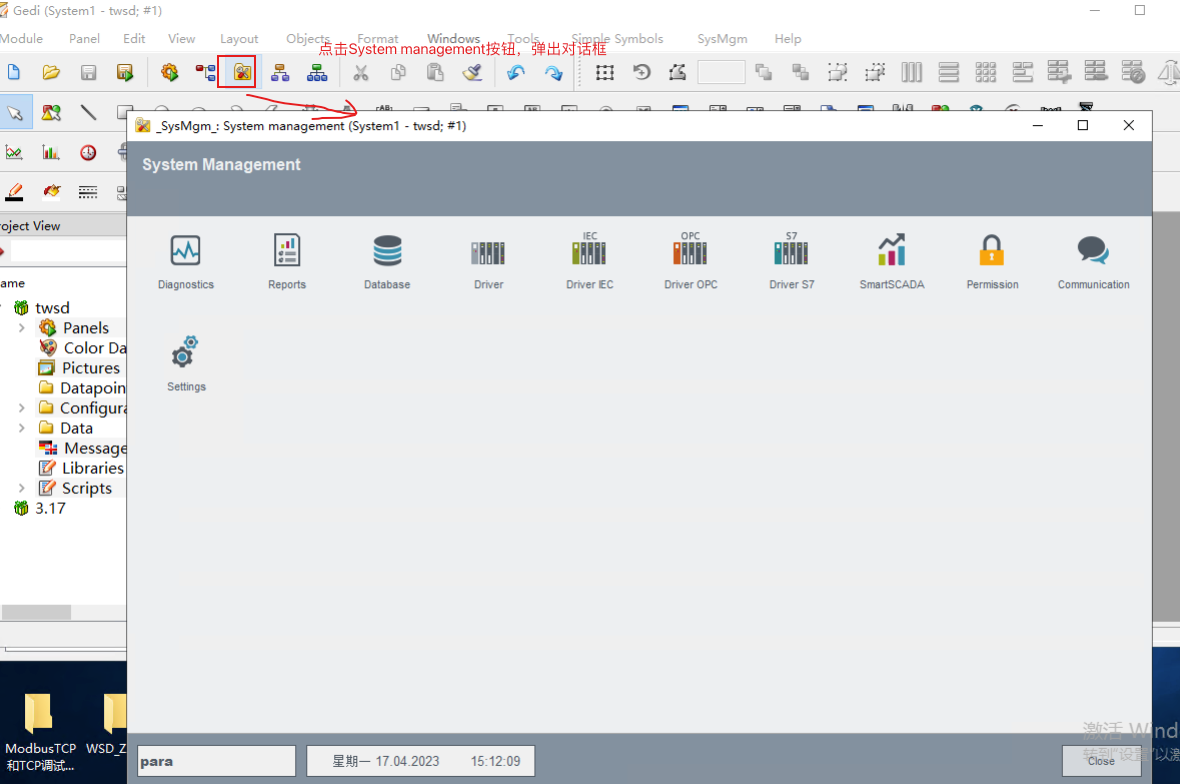 Gedi (System1 - twsd; #1)
Module Panel Edit View Layout Objects Format Windows Tools Simple Symbols SysMgm Help
点击System management按钮，弹出对话框
_SysMgm_: System management (System1 - twsd; #1)
System Management
oject View
ame
twsd
Panels
Color Da
Pictures
Datapoin
Configura
Data
Message
Libraries
Scripts
3.17
Diagnostics Reports Database Driver IEC Driver IEC OPC Driver OPC S7 Driver S7 SmartSCADA Permission Communication
Settings
ModbusTCP
和TCP调试...
WSD_Z
para
星期一 17.04.2023 15:12:09
Close
激活 Wind
转到"设置"以激